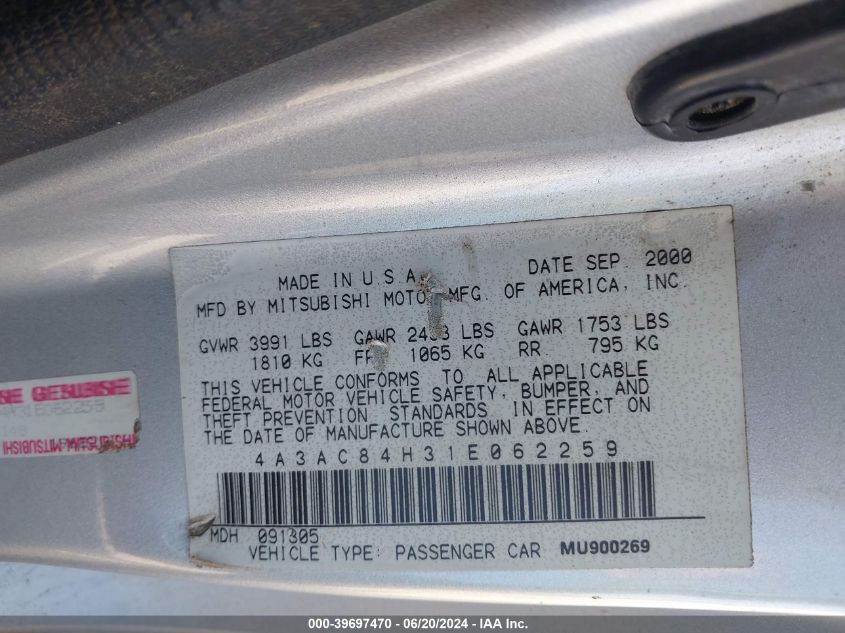 MADE IN U.S.A. DATE SEP. 2000
MFD BY MITSUBISHI MOTOR MFG. OF AMERICA, INC.
GVWR 3991 LBS GAWR LBS GAWR 1753 LBS
1810 KG 1065 KG RR. 795 KG
THIS VEHICLE CONFORMS TO ALL APPLICABLE
FEDERAL MOTOR VEHICLE SAFETY, BUMPER, AND
THEFT PREVENTION STANDARDS IN EFFECT ON
THE DATE OF MANUFACTURE SHOWN ABOVE.
4A3AC84H31E062259
MDH 091305
VEHICLE TYPE: PASSENGER CAR MU900269
MITSUBISHI
000-39697470 - 06/20/2024 - IAA Inc.